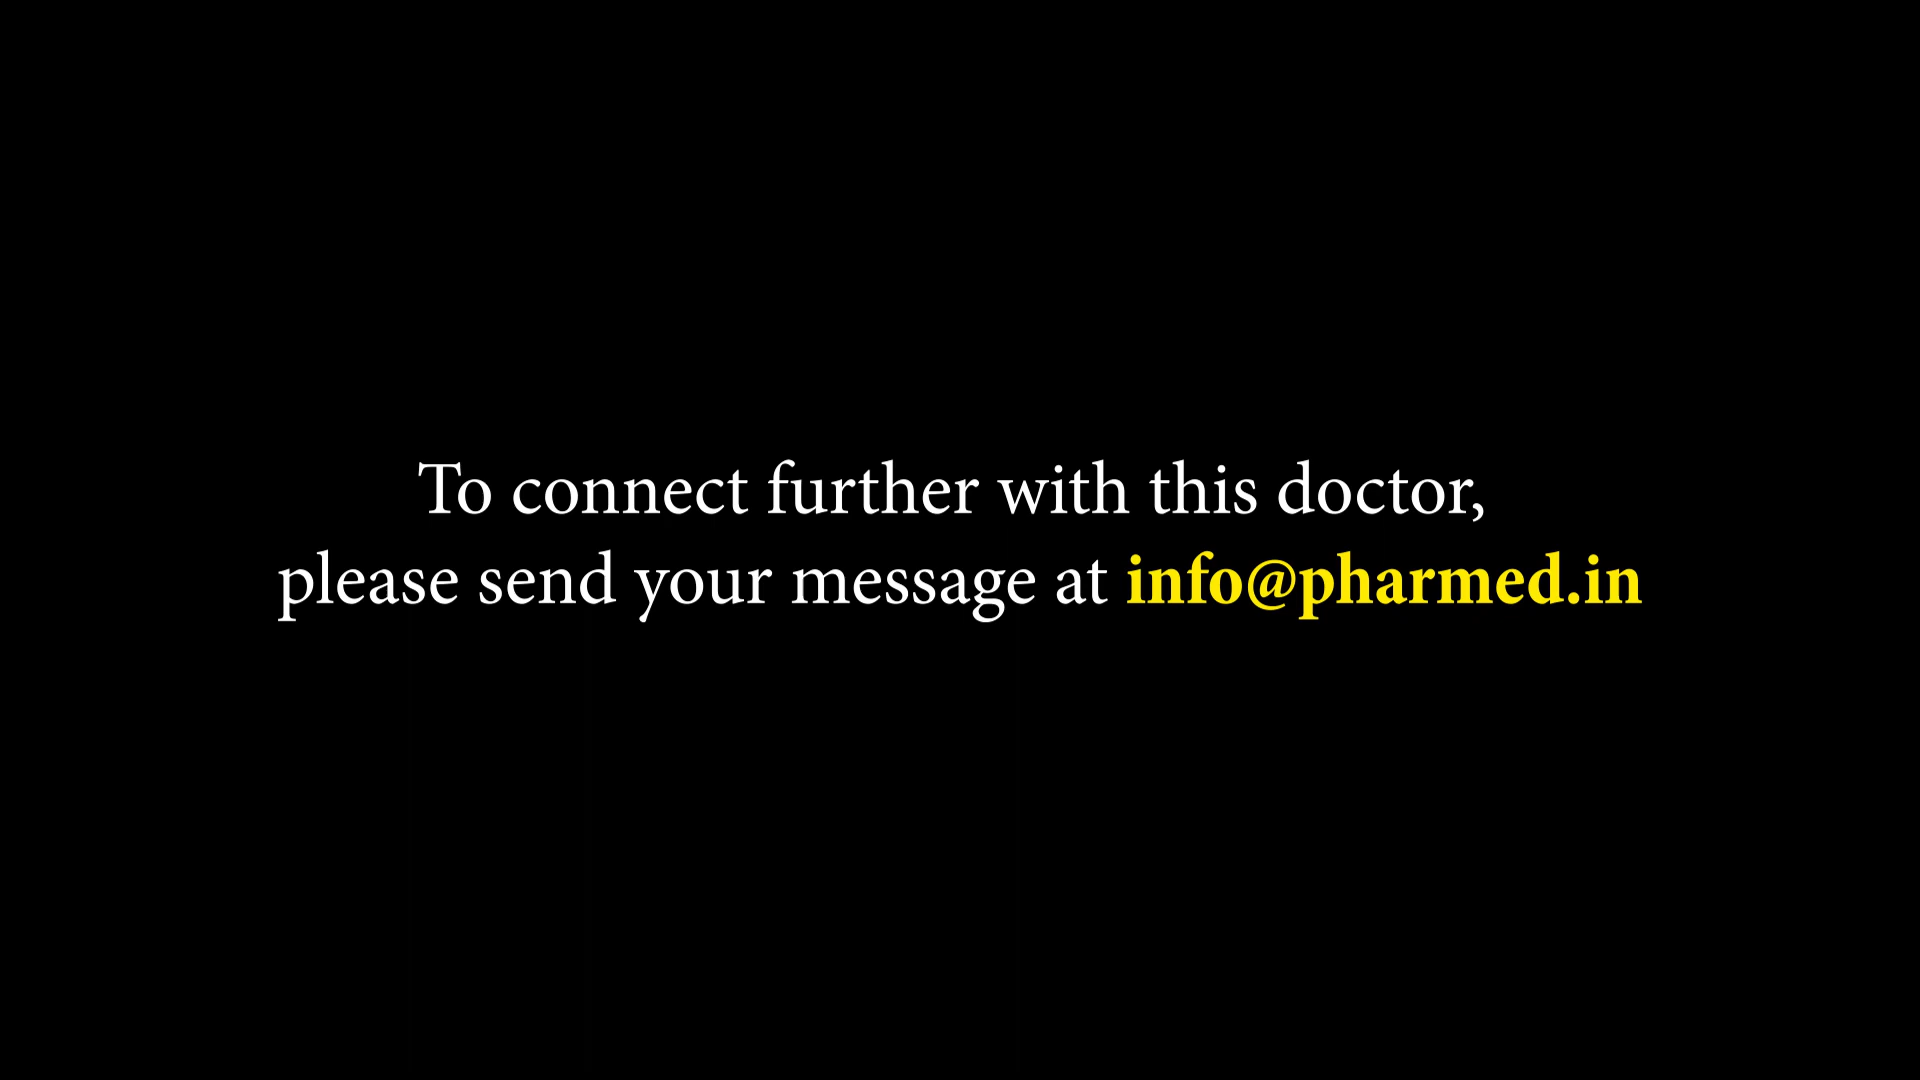 To connect further with this doctor,
please send your message at info@pharmed.in